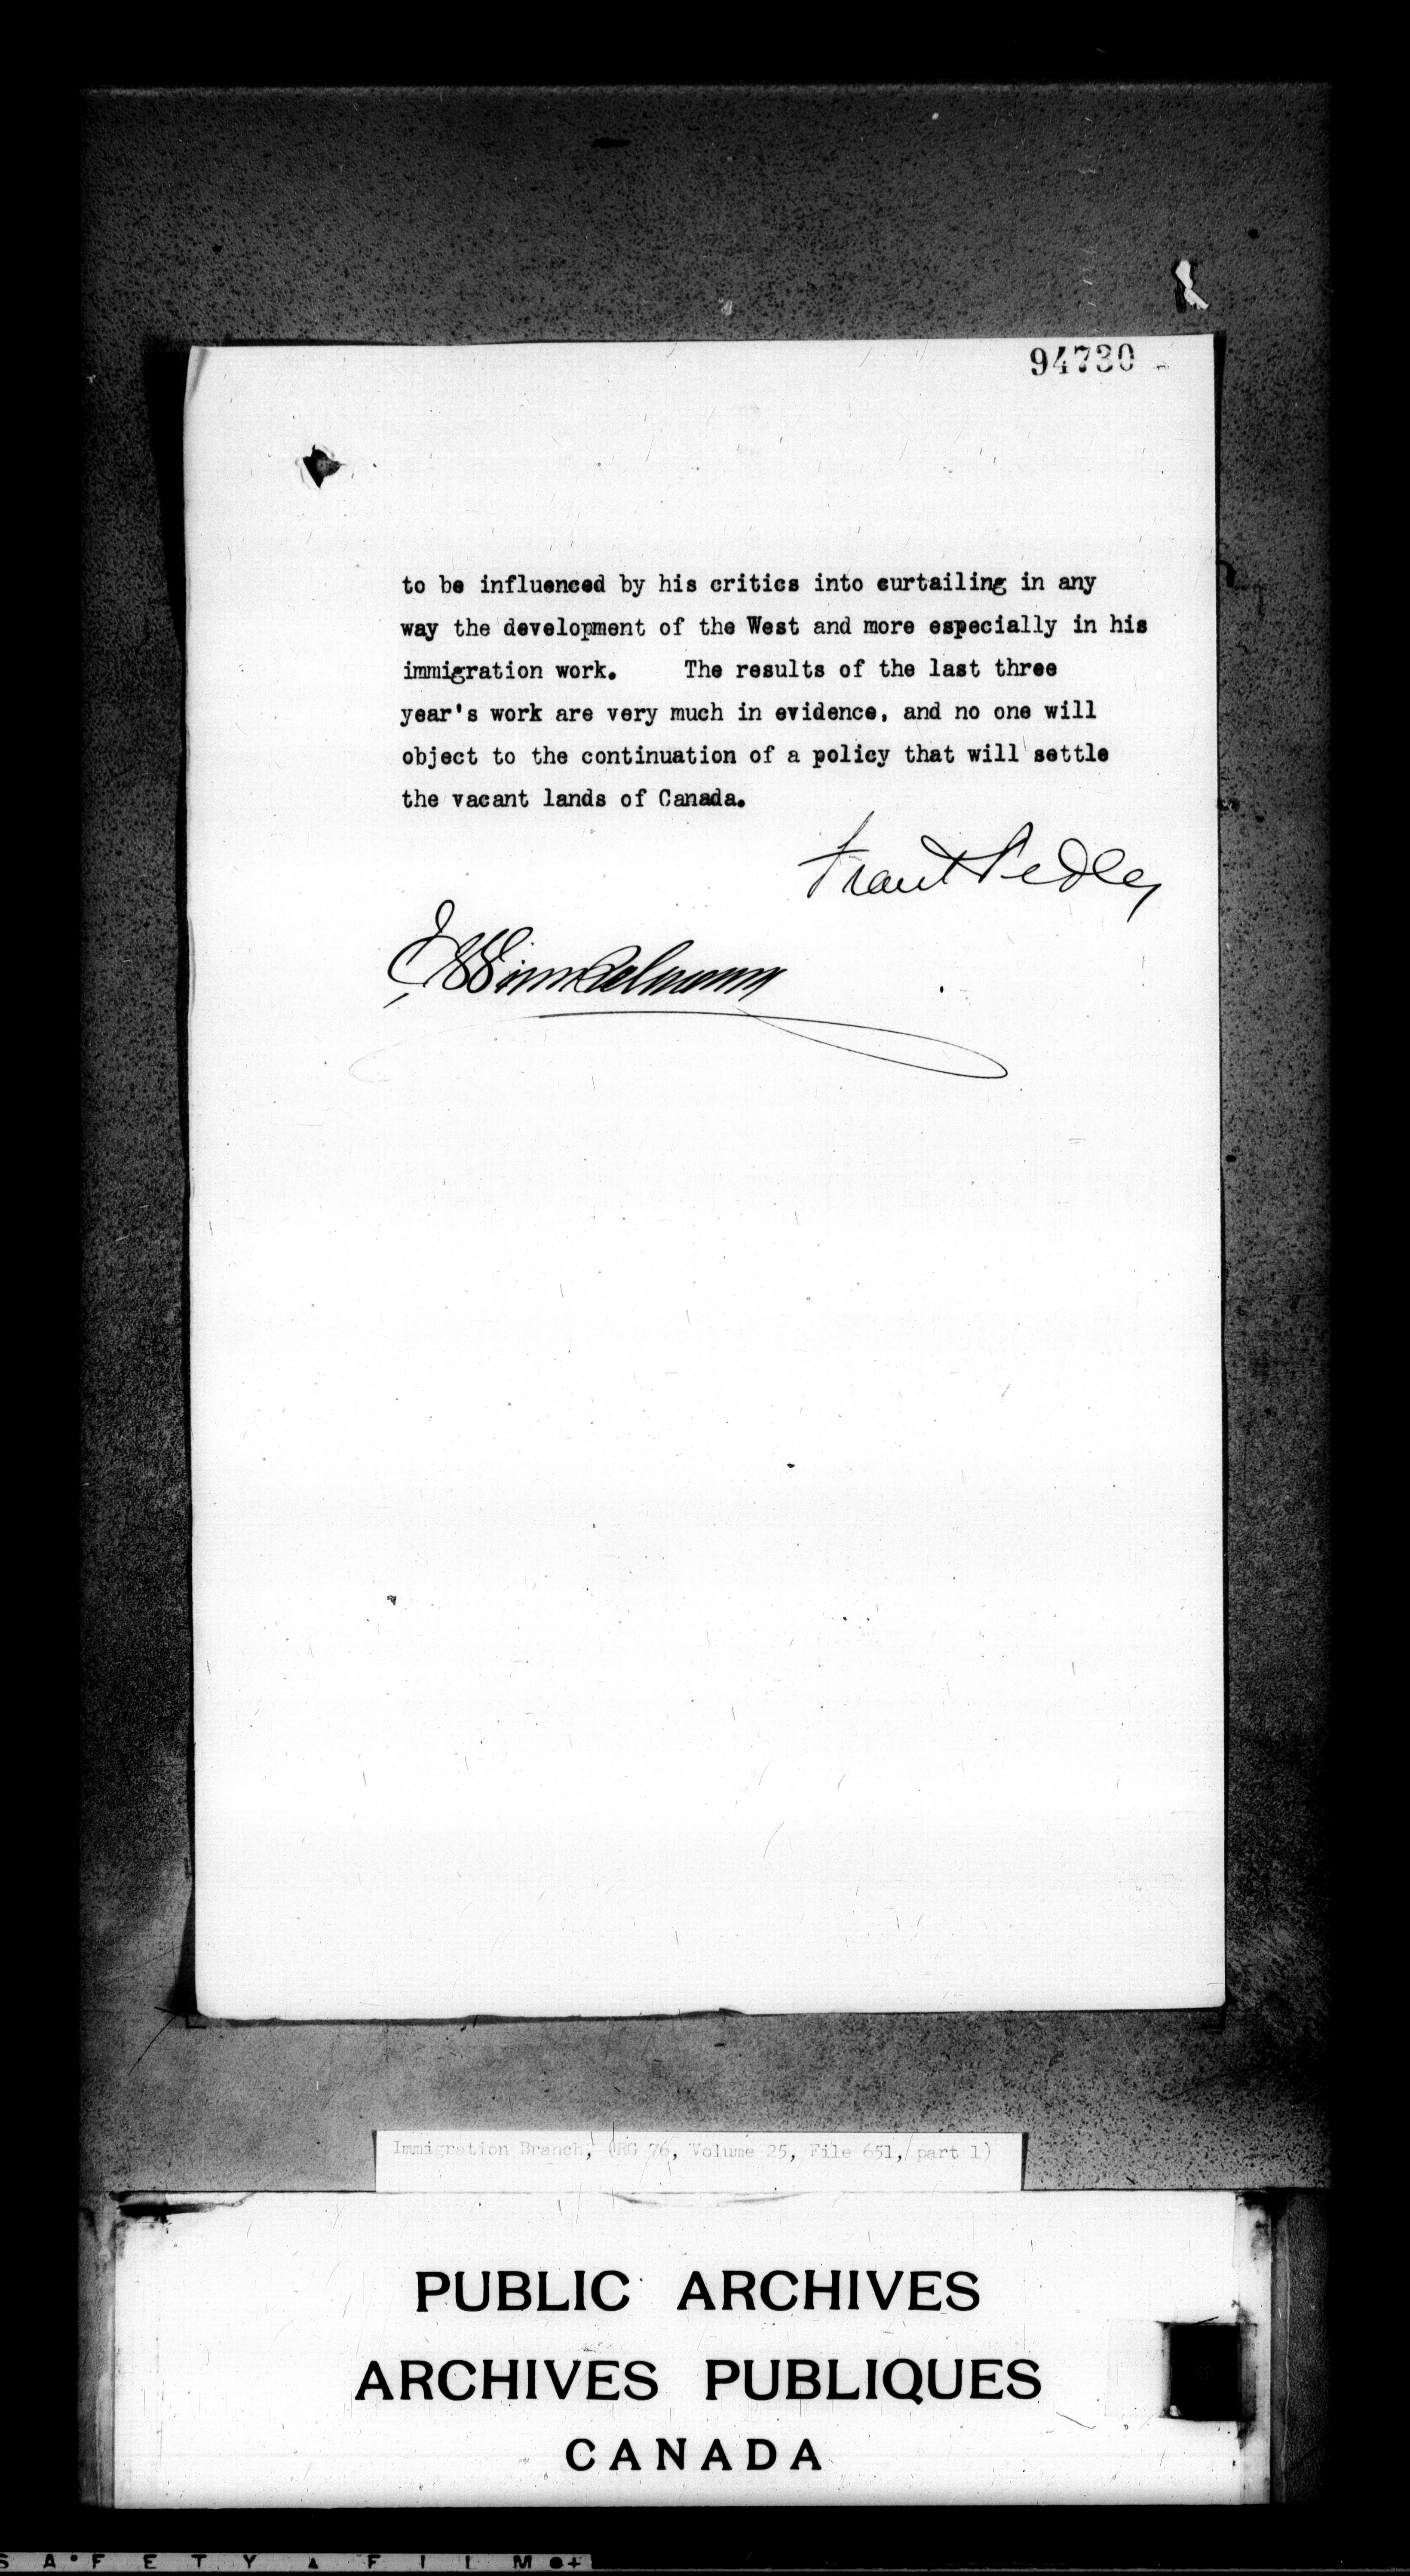 94730
to be influenced by his critics into curtailing in any
way the development of the West and more especially in his
immigration work. The results of the last three
year's work are very much in evidence, and no one will
object to the continuation of a policy that will settle
the vacant lands of Canada.
Frank Pedley
Winkelmann
Immigration Branch, (RG 76, Volume 25, File 651, part 1)
PUBLIC ARCHIVES
ARCHIVES PUBLIQUES
CANADA
SAFETY FILM